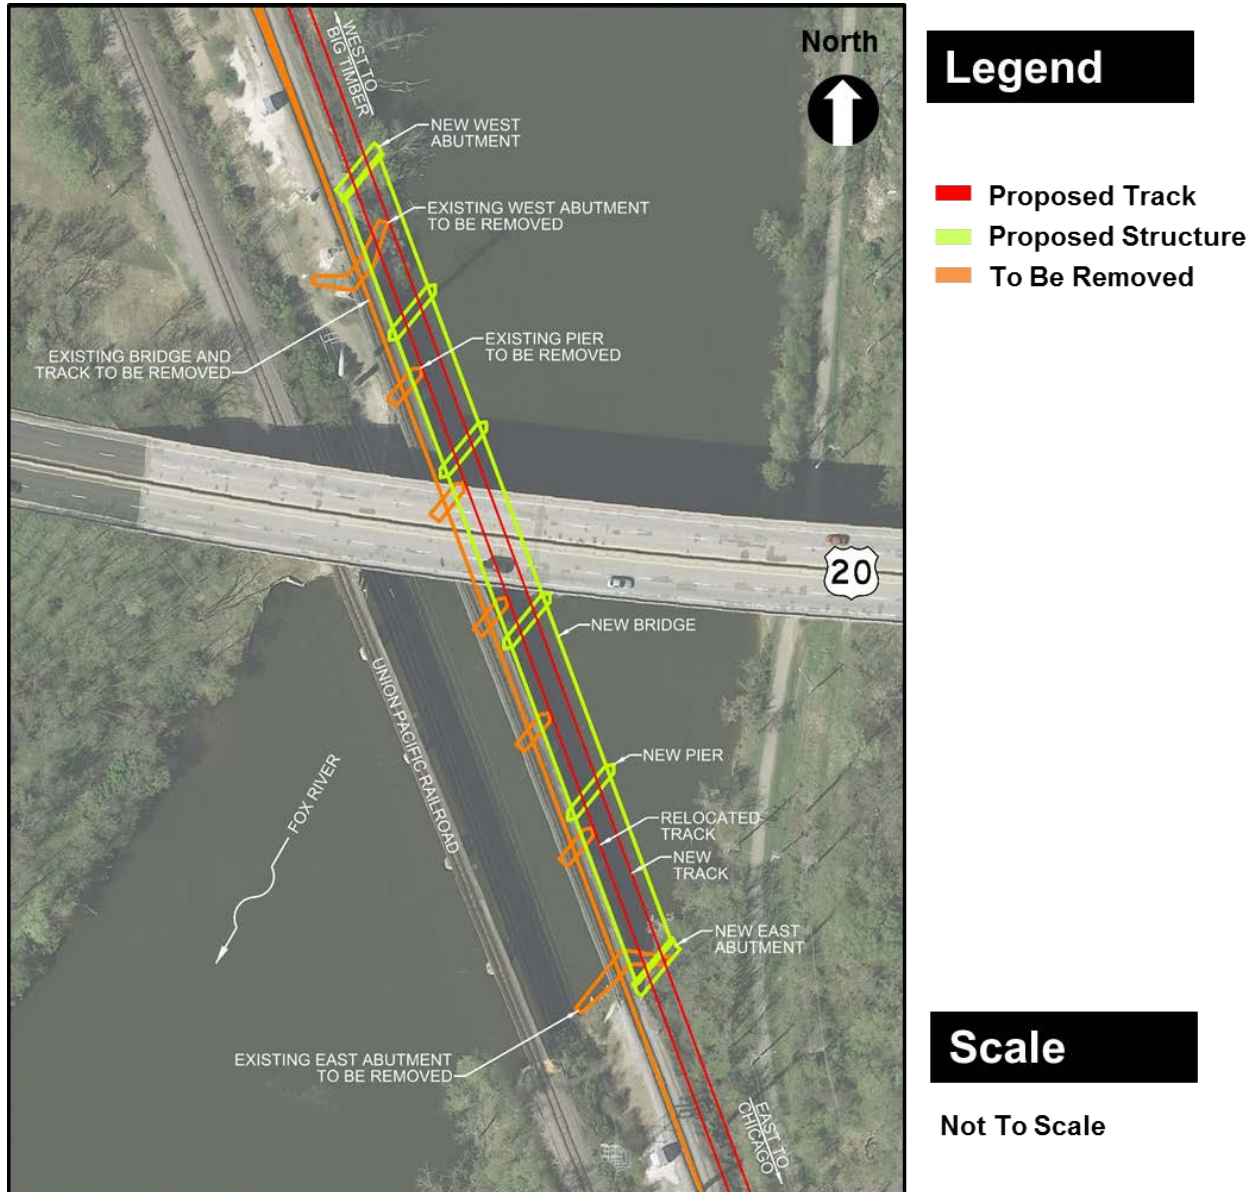 North
WEST TO
BIG TIMBER
NEW WEST
ABUTMENT
EXISTING WEST ABUTMENT
TO BE REMOVED
EXISTING PIER
TO BE REMOVED
EXISTING BRIDGE AND
TRACK TO BE REMOVED
20
NEW BRIDGE
UNION PACIFIC RAILROAD
FOX RIVER
NEW PIER
RELOCATED
TRACK
NEW
TRACK
NEW EAST
ABUTMENT
EXISTING EAST ABUTMENT
TO BE REMOVED
EAST TO
CHICAGO
Legend
Proposed Track
Proposed Structure
To Be Removed
Scale
Not To Scale